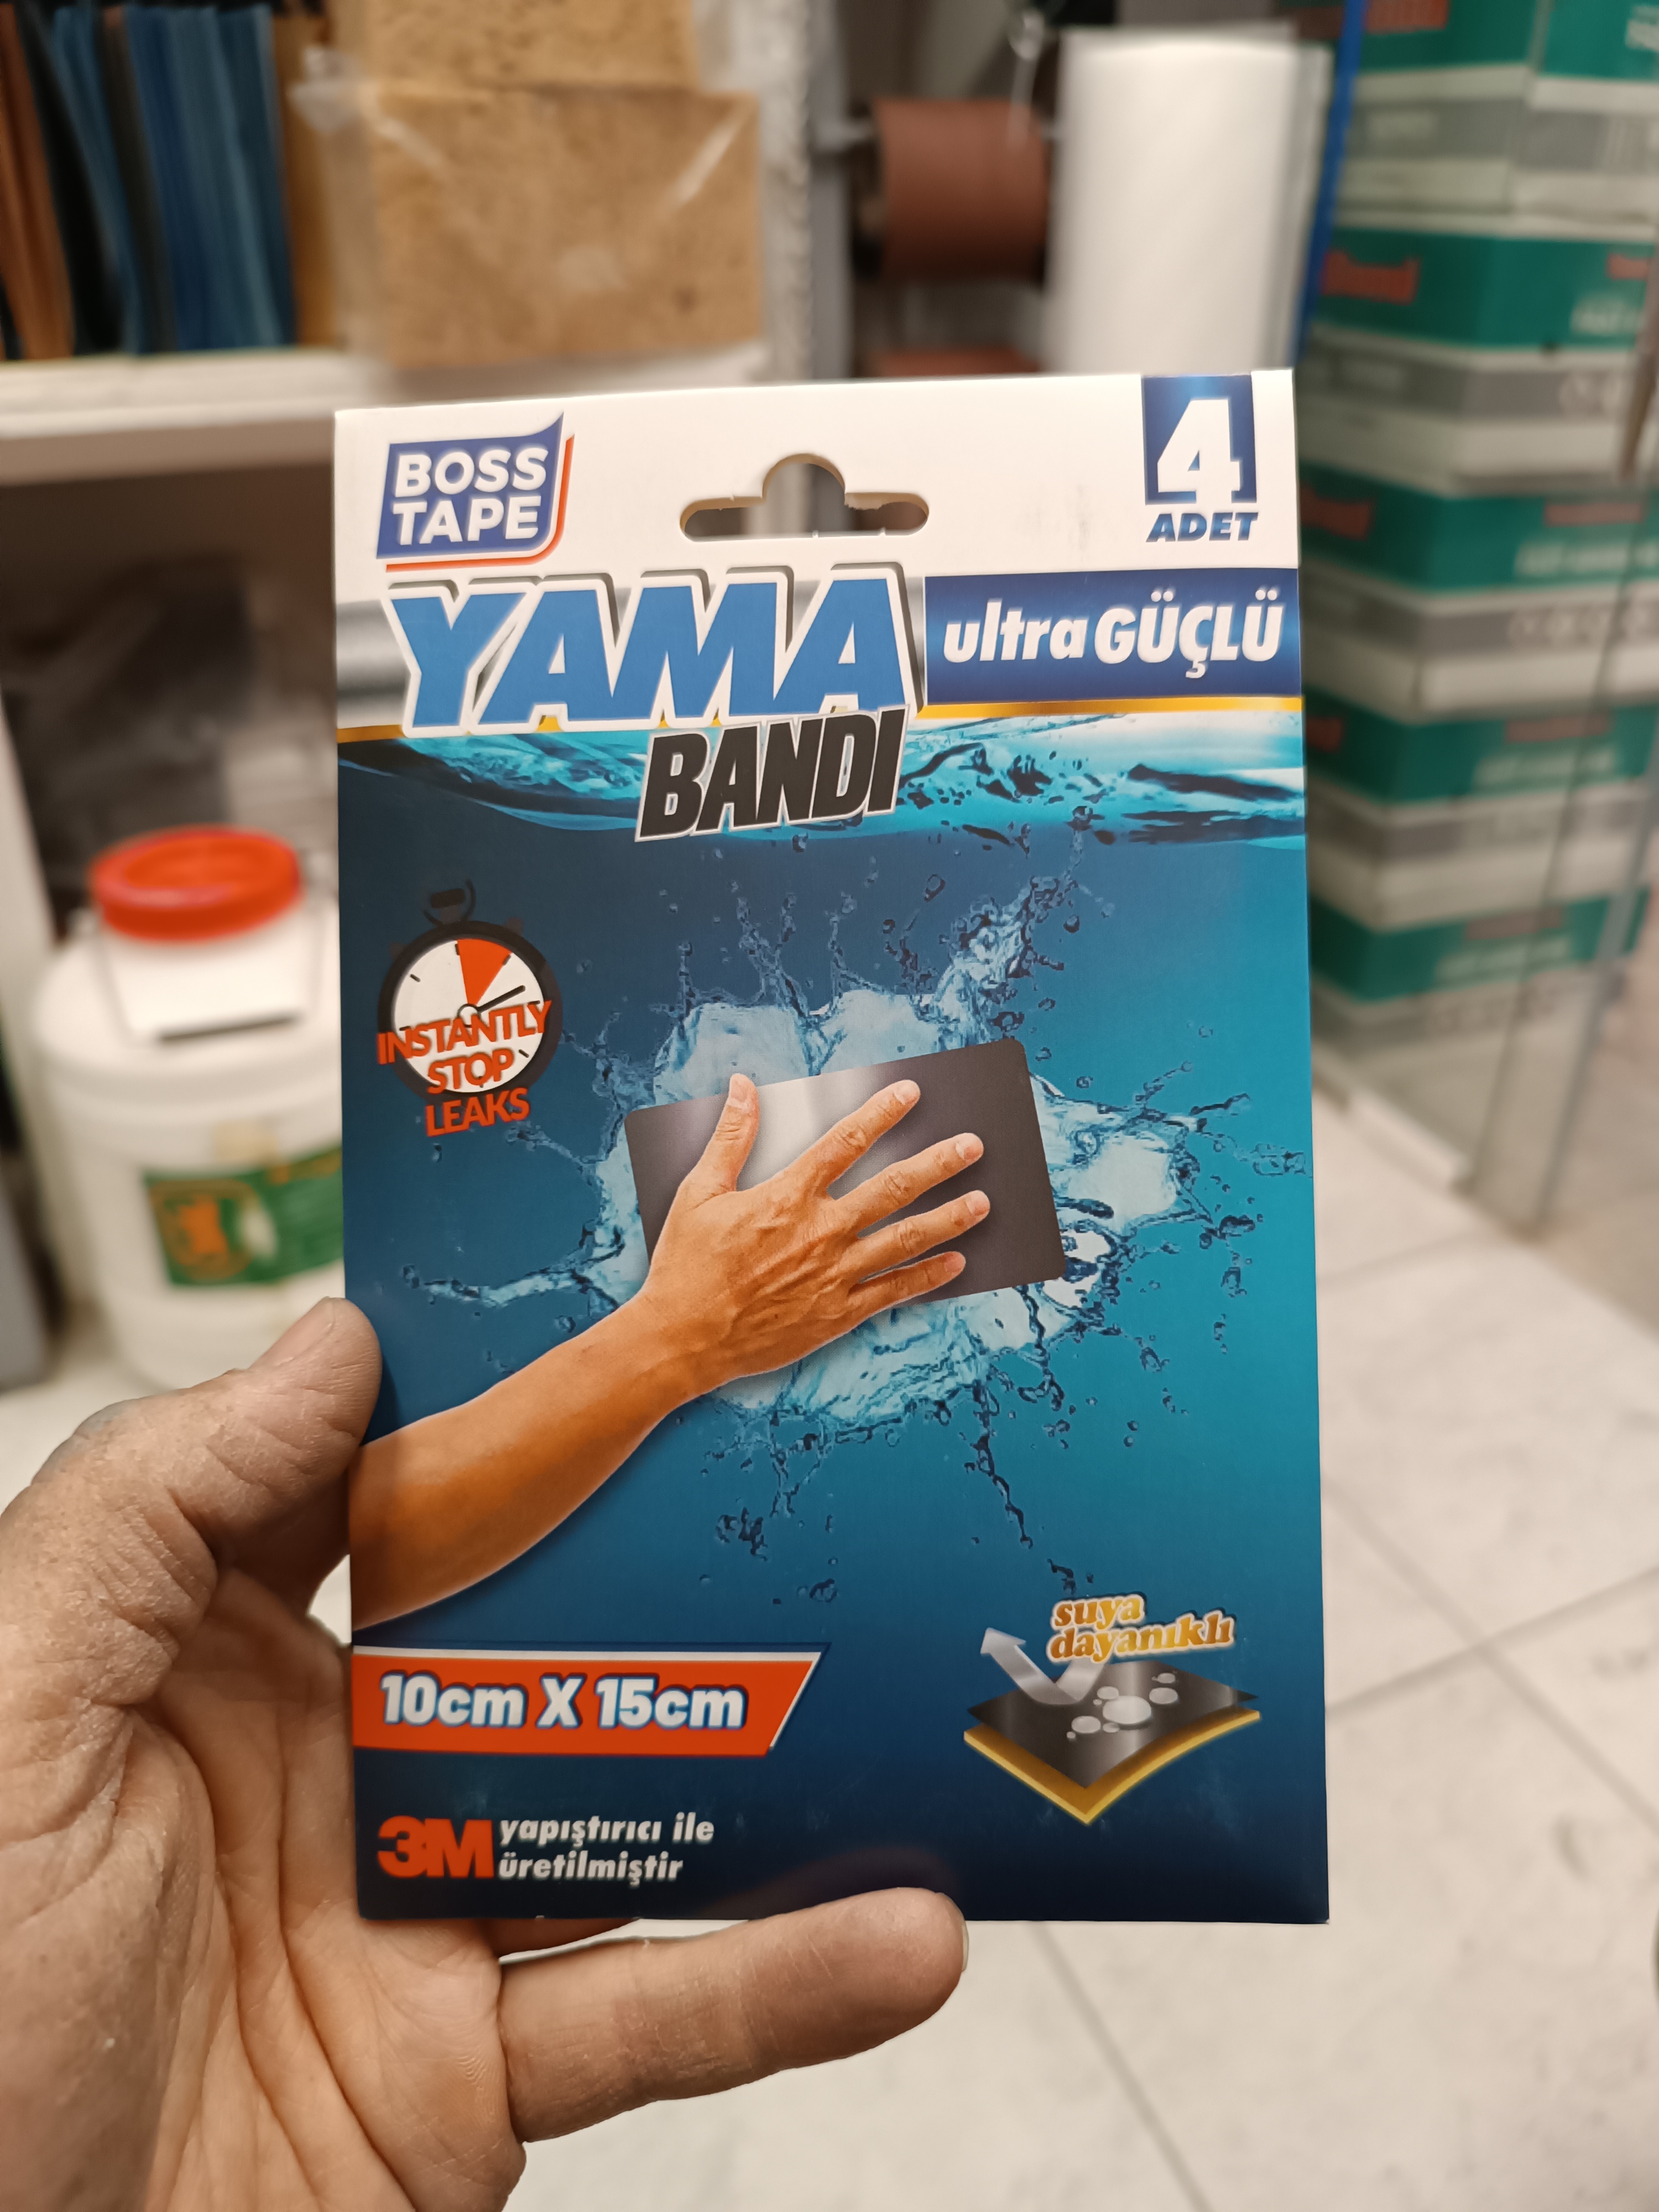 BOSS
TAPE
4
ADET
YAMA
BANDI
ultra GÜÇLÜ
INSTANTLY
STOP
LEAKS
suya
dayanıklı
10cm X 15cm
3M yapıştırıcı ile
üretilmiştir